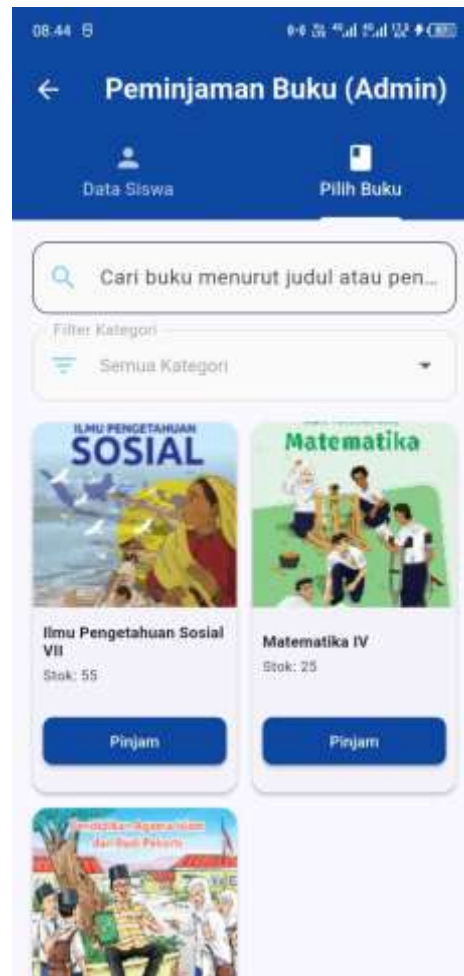 08.44
Peminjaman Buku (Admin)
Data Siswa
Pilih Buku
Cari buku menurut judul atau pen...
Filter Kategori
Semua Kategori
ILMU PENGETAHUAN
SOSIAL
Matematika
Ilmu Pengetahuan Sosial
VII
Stok: 55
Matematika IV
Stok: 25
Pinjam
Pinjam
Pendidikan Agama Islam
dan Budi Pekerti